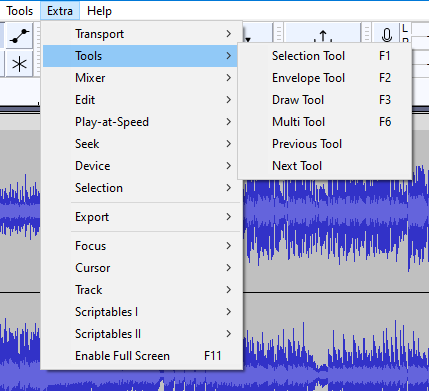 Tools Extra Help
Transport
Tools
Mixer
Edit
Play-at-Speed
Seek
Device
Selection
Export
Focus
Cursor
Track
Scriptables I
Scriptables II
Enable Full Screen F11
Selection Tool F1
Envelope Tool F2
Draw Tool F3
Multi Tool F6
Previous Tool
Next Tool
L